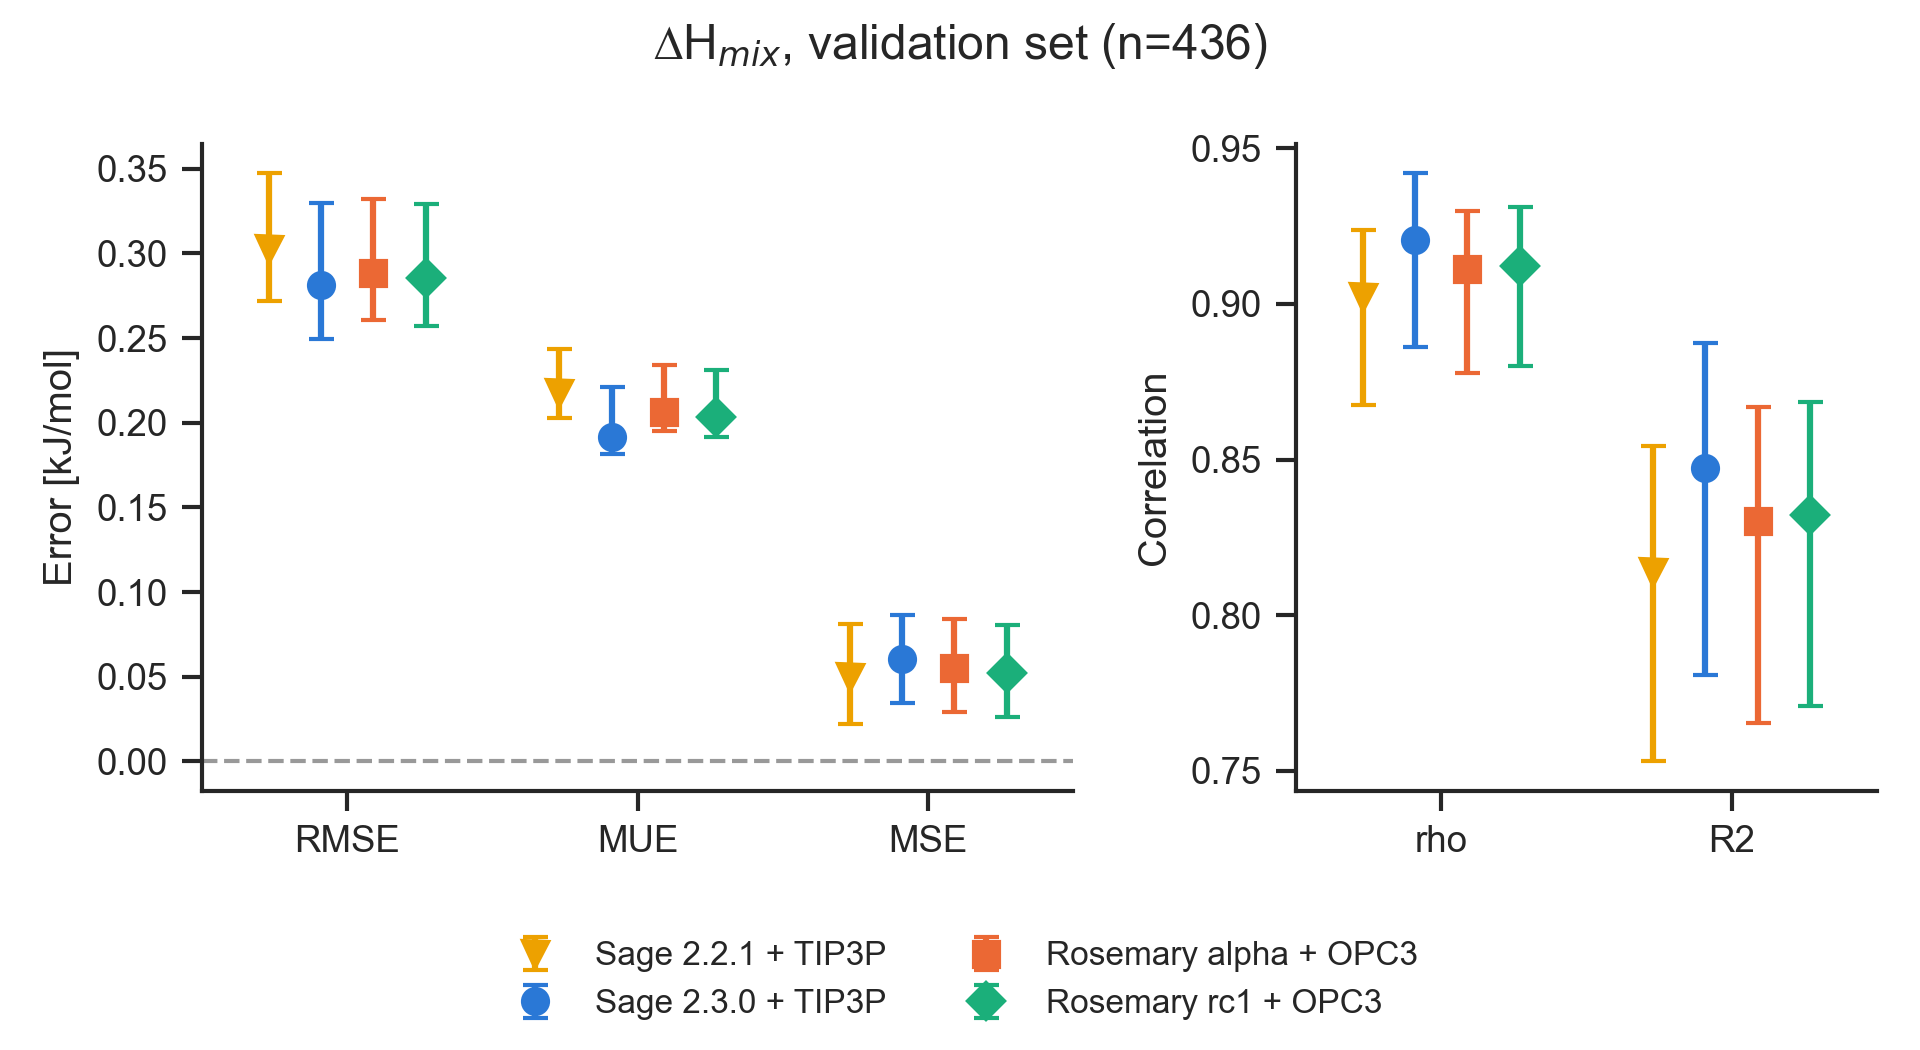 ΔHmix, validation set (n=436)
Error [kJ/mol]
0.35
0.30
0.25
0.20
0.15
0.10
0.05
0.00
RMSE
MUE
MSE
Correlation
0.95
0.90
0.85
0.80
0.75
rho
R2
Sage 2.2.1 + TIP3P
Sage 2.3.0 + TIP3P
Rosemary alpha + OPC3
Rosemary rc1 + OPC3